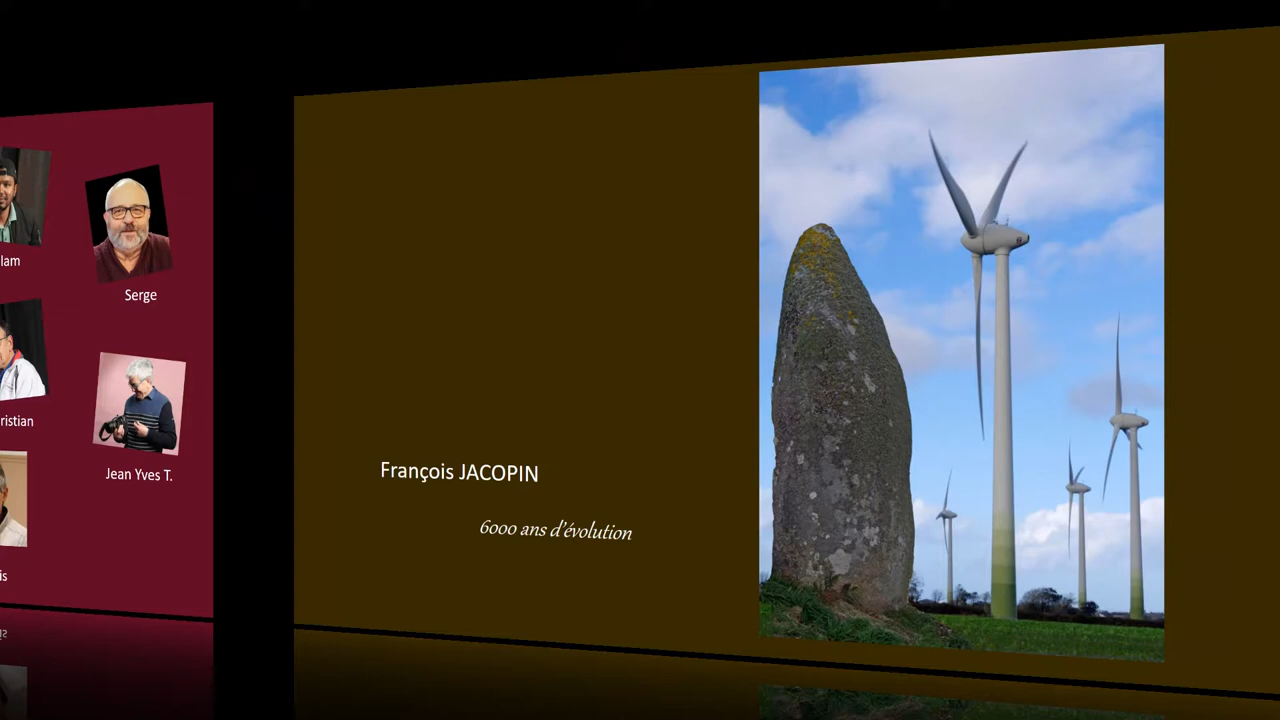 lam
Serge
ristian
Jean Yves T.
is
François JACOPIN
6000 ans d'évolution